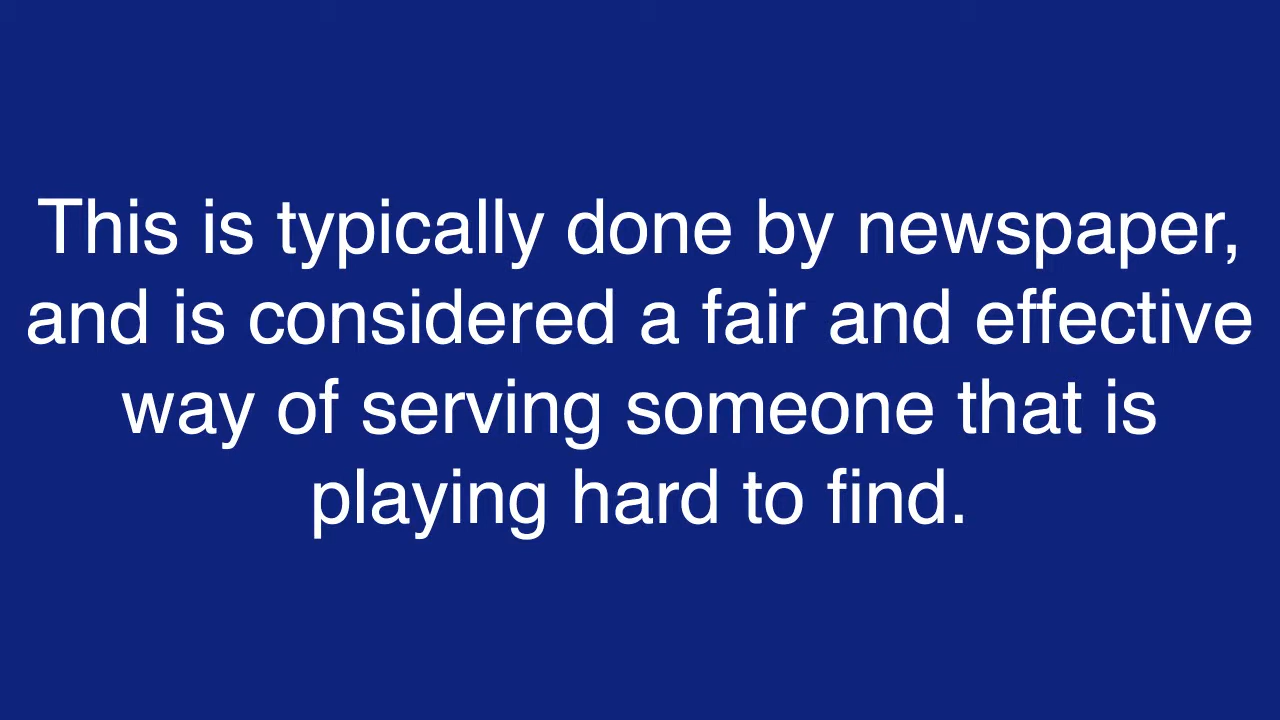 This is typically done by newspaper,
and is considered a fair and effective
way of serving someone that is
playing hard to find.